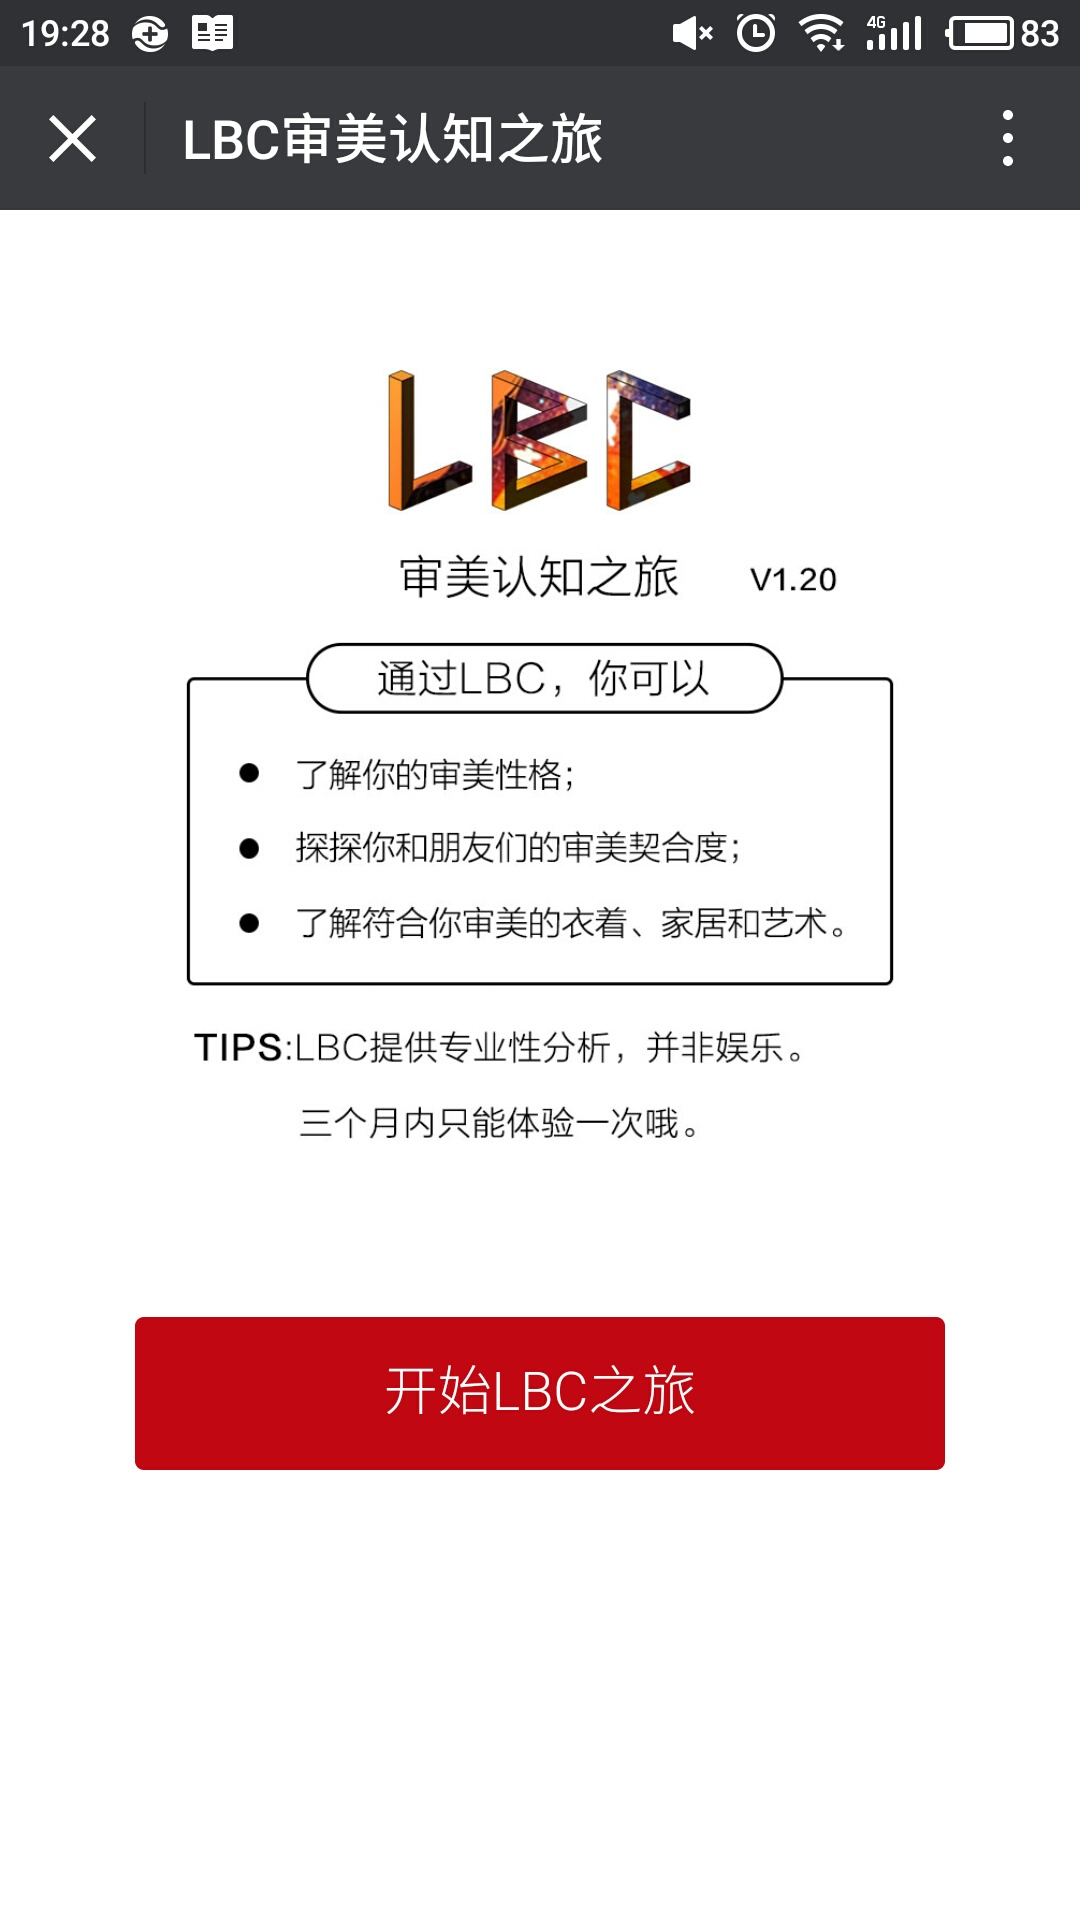 19:28
4G
83
LBC审美认知之旅
LBC
审美认知之旅 V1.20
通过LBC，你可以
● 了解你的审美性格；
● 探探你和朋友们的审美契合度；
● 了解符合你审美的衣着、家居和艺术。
TIPS:LBC提供专业性分析，并非娱乐。
三个月内只能体验一次哦。
开始LBC之旅